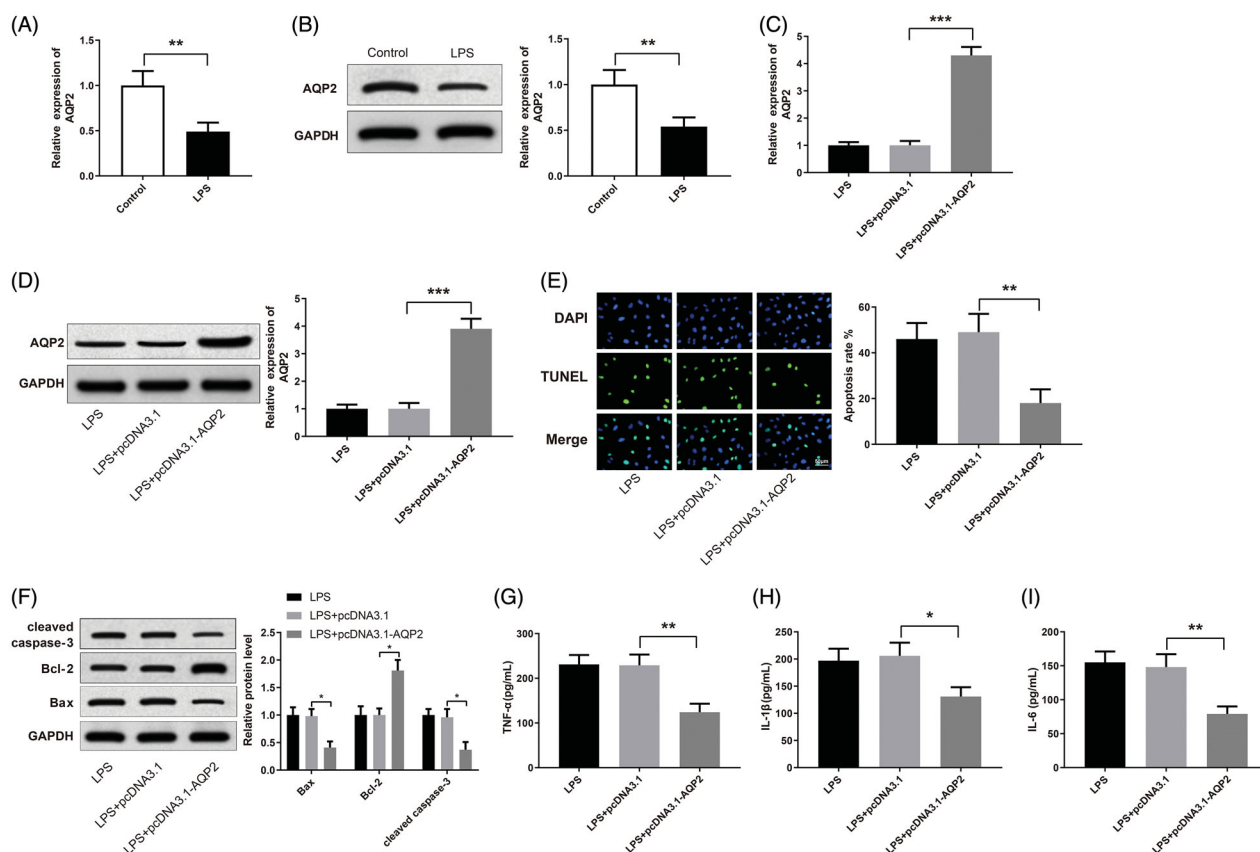 (A)
Relative expression of
AQP2
1.5
1.0
0.5
0.0
**
Control
LPS
(B)
Control
LPS
AQP2
GAPDH
Relative expression of
AQP2
1.5
1.0
0.5
0.0
**
Control
LPS
(C)
Relative expression of
AQP2
5
4
3
2
1
0
***
LPS
LPS+pcDNA3.1
LPS+pcDNA3.1-AQP2
(D)
AQP2
GAPDH
LPS
LPS+pcDNA3.1
LPS+pcDNA3.1-AQP2
Relative expression of
AQP2
5
4
3
2
1
0
***
LPS
LPS+pcDNA3.1
LPS+pcDNA3.1-AQP2
(E)
DAPI
TUNEL
Merge
50μm
LPS
LPS+pcDNA3.1
LPS+pcDNA3.1-AQP2
Apoptosis rate %
80
60
40
20
0
**
LPS
LPS+pcDNA3.1
LPS+pcDNA3.1-AQP2
(F)
cleaved
caspase-3
Bcl-2
Bax
GAPDH
LPS
LPS+pcDNA3.1
LPS+pcDNA3.1-AQP2
LPS
LPS+pcDNA3.1
LPS+pcDNA3.1-AQP2
Relative protein level
2.5
2.0
1.5
1.0
0.5
0.0
*
*
*
Bax
Bcl-2
cleaved caspase-3
(G)
TNF-α(pg/mL)
300
200
100
0
**
LPS
LPS+pcDNA3.1
LPS+pcDNA3.1-AQP2
(H)
IL-1β(pg/mL)
250
200
150
100
50
0
*
LPS
LPS+pcDNA3.1
LPS+pcDNA3.1-AQP2
(I)
IL-6 (pg/mL)
200
150
100
50
0
**
LPS
LPS+pcDNA3.1
LPS+pcDNA3.1-AQP2